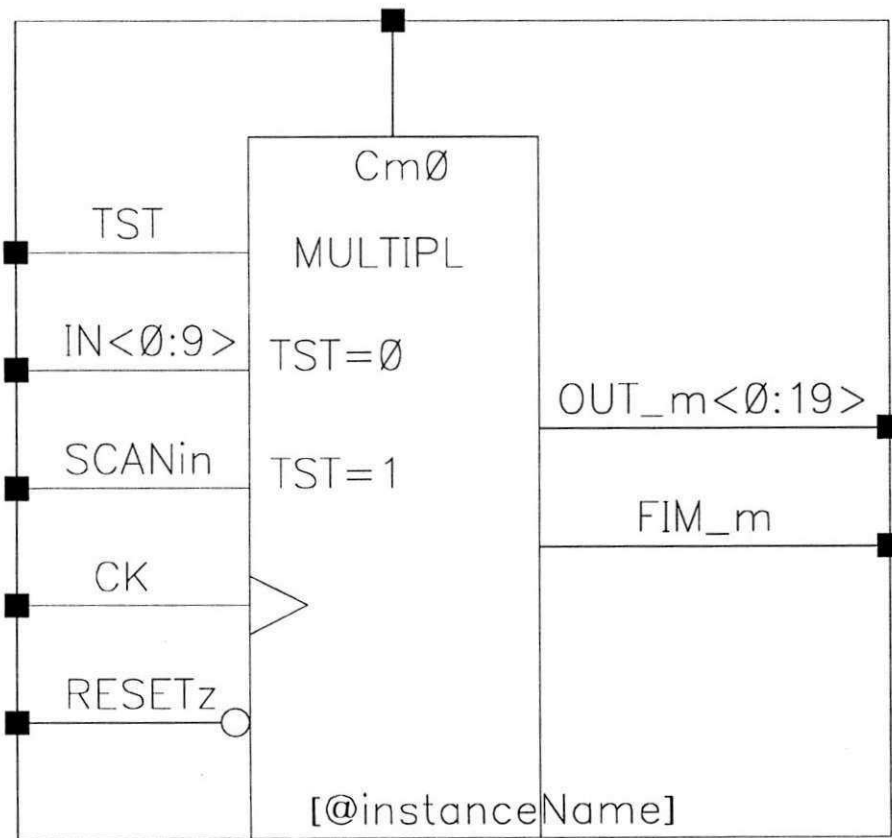 CmØ
TST
MULTIPL
IN<Ø:9>
TST=Ø
OUT_m<Ø:19>
SCANin
TST=1
FIM_m
CK
RESETz
[@instanceName]